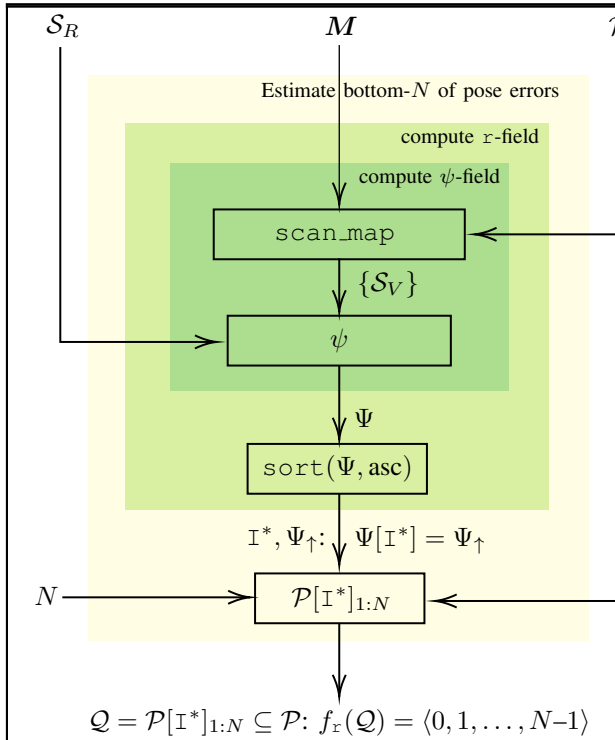 𝒮_R M
Estimate bottom-N of pose errors
compute r-field
compute ψ-field
scan_map
{𝒮_V}
ψ
Ψ
sort(Ψ, asc)
I*, Ψ↑: Ψ[I*] = Ψ↑
N 𝒫[I*]_{1:N}
𝒬 = 𝒫[I*]_{1:N} ⊆ 𝒫: f_r(𝒬) = ⟨0, 1, …, N–1⟩